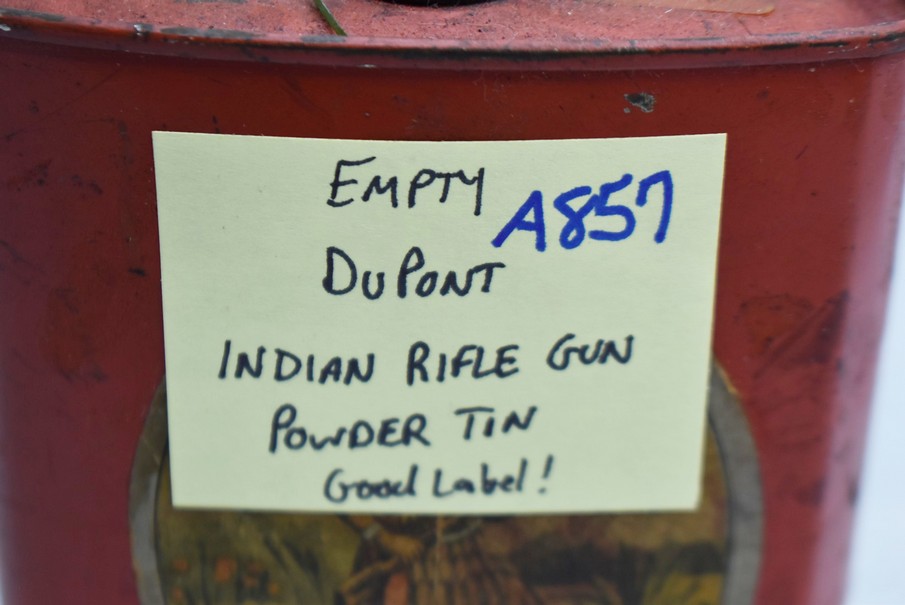 EMPTY
A857
DuPont
INDIAN RIFLE GUN
POWDER TIN
Good Label!